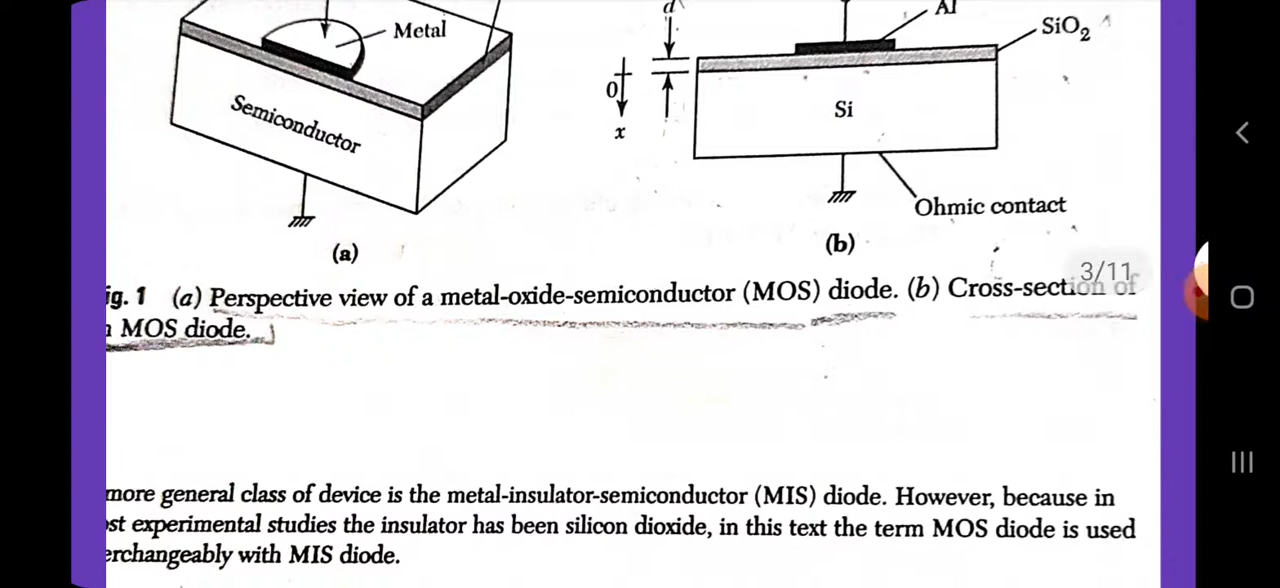 d
Al
Metal
SiO2
0
x
Semiconductor
Si
Ohmic contact
(a)
(b)
3/11
ig. 1 (a) Perspective view of a metal-oxide-semiconductor (MOS) diode. (b) Cross-section of
MOS diode.
more general class of device is the metal-insulator-semiconductor (MIS) diode. However, because in
st experimental studies the insulator has been silicon dioxide, in this text the term MOS diode is used
erchangeably with MIS diode.